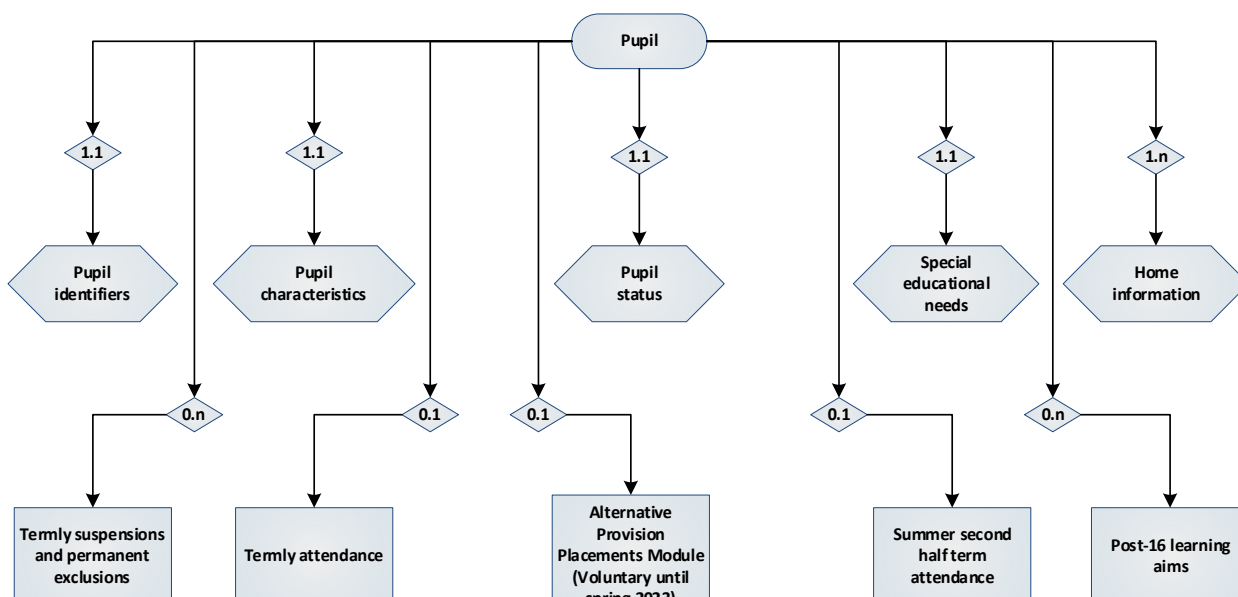 Pupil
1.1
1.1
1.1
1.1
1.n
Pupil
identifiers
Pupil
characteristics
Pupil
status
Special
educational
needs
Home
information
0.n
0.1
0.1
0.1
0.n
Termly suspensions
and permanent
exclusions
Termly attendance
Alternative
Provision
Placements Module
(Voluntary until
Summer second
half term
attendance
Post-16 learning
aims